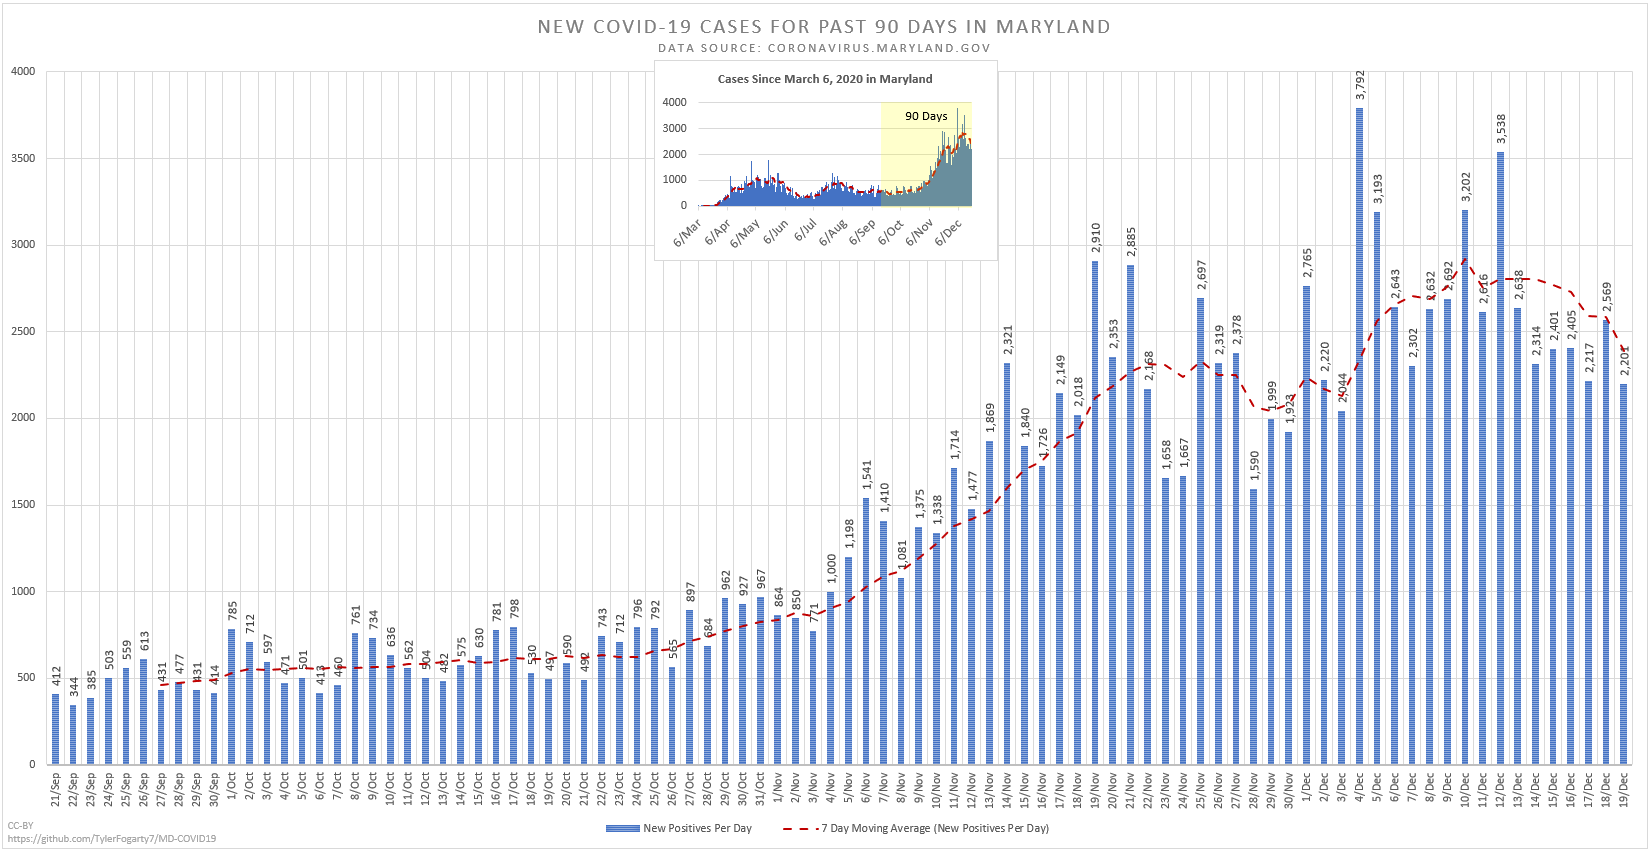 NEW COVID-19 CASES FOR PAST 90 DAYS IN MARYLAND
DATA SOURCE: CORONAVIRUS.MARYLAND.GOV
Cases Since March 6, 2020 in Maryland
90 Days
4000
3000
2000
1000
0
6/Mar 6/Apr 6/May 6/Jun 6/Jul 6/Aug 6/Sep 6/Oct 6/Nov 6/Dec
4000
3500
3000
2500
2000
1500
1000
500
0
412 344 385 503 559 613 431 477 431 414 785 712 597 471 501 413 460 761 734 636 562 504 482 575 630 781 798 530 497 590 492 743 712 796 792 565 897 684 962 927 967 864 850 771 1,000 1,198 1,541 1,410 1,081 1,375 1,338 1,714 1,477 1,869 2,321 1,840 1,726 2,149 2,018 2,910 2,353 2,885 2,168 1,658 1,667 2,697 2,319 2,378 1,590 1,999 1,923 2,765 2,220 2,044 3,792 3,193 2,643 2,302 2,632 2,692 3,202 2,616 3,538 2,638 2,314 2,401 2,405 2,217 2,569 2,201
21/Sep 22/Sep 23/Sep 24/Sep 25/Sep 26/Sep 27/Sep 28/Sep 29/Sep 30/Sep 1/Oct 2/Oct 3/Oct 4/Oct 5/Oct 6/Oct 7/Oct 8/Oct 9/Oct 10/Oct 11/Oct 12/Oct 13/Oct 14/Oct 15/Oct 16/Oct 17/Oct 18/Oct 19/Oct 20/Oct 21/Oct 22/Oct 23/Oct 24/Oct 25/Oct 26/Oct 27/Oct 28/Oct 29/Oct 30/Oct 31/Oct 1/Nov 2/Nov 3/Nov 4/Nov 5/Nov 6/Nov 7/Nov 8/Nov 9/Nov 10/Nov 11/Nov 12/Nov 13/Nov 14/Nov 15/Nov 16/Nov 17/Nov 18/Nov 19/Nov 20/Nov 21/Nov 22/Nov 23/Nov 24/Nov 25/Nov 26/Nov 27/Nov 28/Nov 29/Nov 30/Nov 1/Dec 2/Dec 3/Dec 4/Dec 5/Dec 6/Dec 7/Dec 8/Dec 9/Dec 10/Dec 11/Dec 12/Dec 13/Dec 14/Dec 15/Dec 16/Dec 17/Dec 18/Dec 19/Dec
New Positives Per Day 7 Day Moving Average (New Positives Per Day)
CC-BY
https://github.com/TylerFogarty7/MD-COVID19